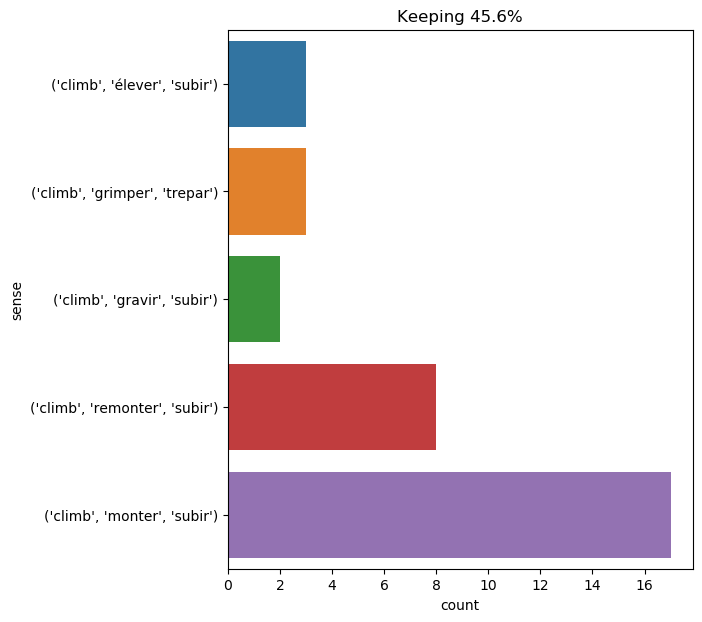 Keeping 45.6%
('climb', 'élever', 'subir')
('climb', 'grimper', 'trepar')
('climb', 'gravir', 'subir')
('climb', 'remonter', 'subir')
('climb', 'monter', 'subir')
sense
0 2 4 6 8 10 12 14 16
count